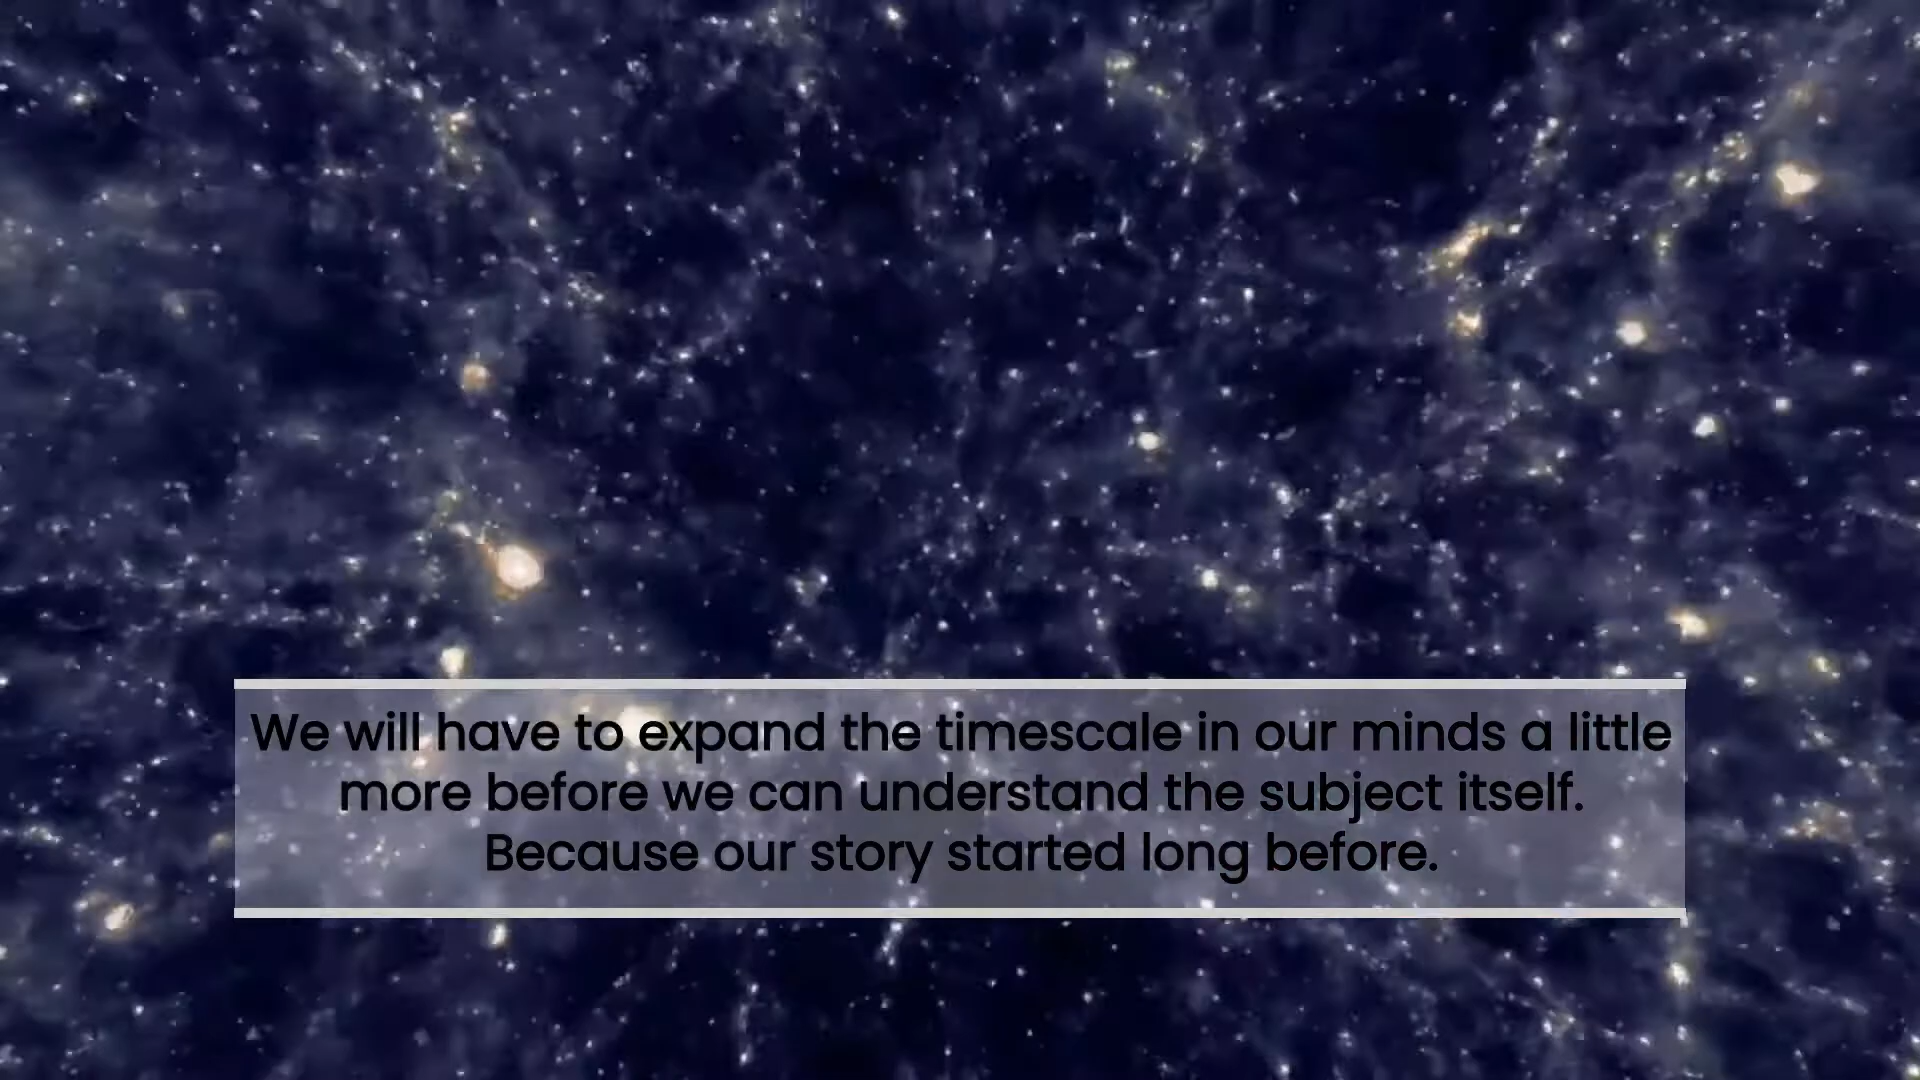 We will have to expand the timescale in our minds a little
more before we can understand the subject itself.
Because our story started long before.